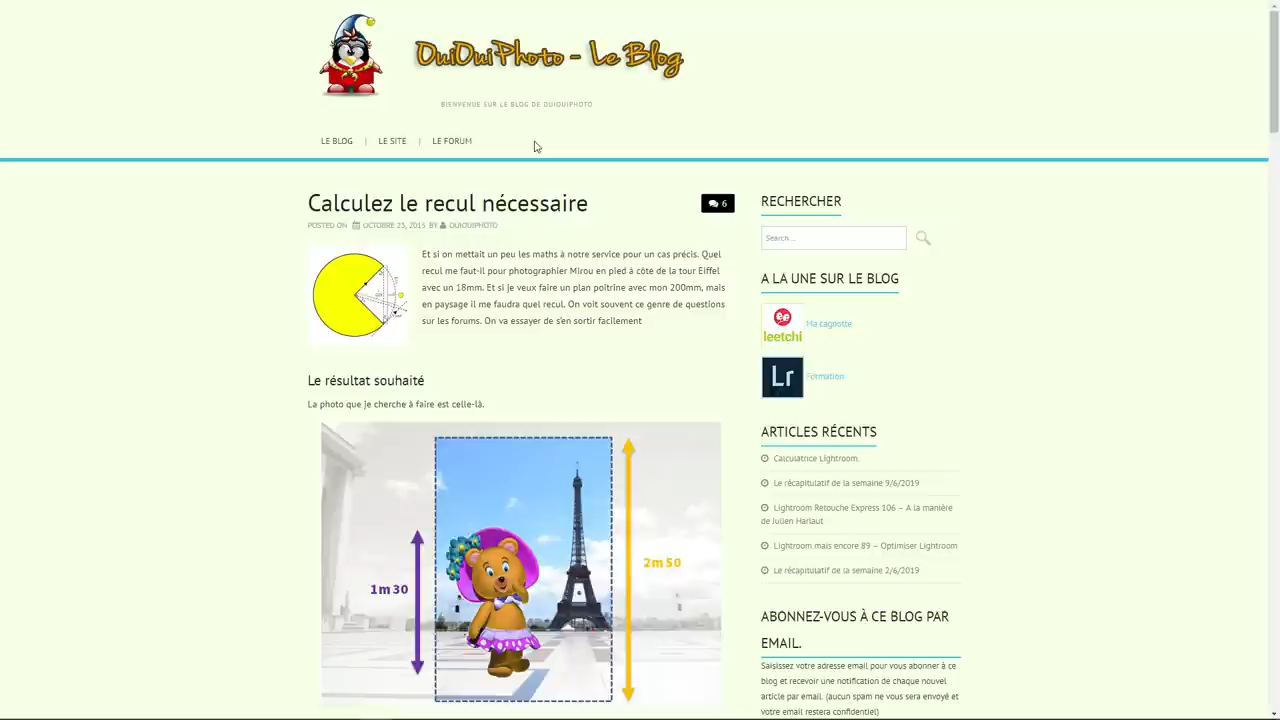 OuiOuiPhoto - Le Blog
BIENVENUE SUR LE BLOG DE OUIOUIPHOTO
LE BLOG | LE SITE | LE FORUM
Calculez le recul nécessaire
6
POSTED ON OCTOBRE 23, 2015 BY OUIOUIPHOTO
Et si on mettait un peu les maths à notre service pour un cas précis. Quel
recul me faut-il pour photographier Mirou en pied à côte de la tour Eiffel
avec un 18mm. Et si je veux faire un plan poitrine avec mon 200mm, mais
en paysage il me faudra quel recul. On voit souvent ce genre de questions
sur les forums. On va essayer de s'en sortir facilement
Le résultat souhaité
La photo que je cherche à faire est celle-là.
1m30
2m50
RECHERCHER
Search ...
A LA UNE SUR LE BLOG
leetchi
Ma cagnotte
Lr
Formation
ARTICLES RÉCENTS
Calculatrice Lightroom.
Le récapitulatif de la semaine 9/6/2019
Lightroom Retouche Express 106 – A la manière
de Julien Harlaut
Lightroom mais encore 89 – Optimiser Lightroom
Le récapitulatif de la semaine 2/6/2019
ABONNEZ-VOUS À CE BLOG PAR
EMAIL.
Saisissez votre adresse email pour vous abonner à ce
blog et recevoir une notification de chaque nouvel
article par email. (aucun spam ne vous sera envoyé et
votre email restera confidentiel)